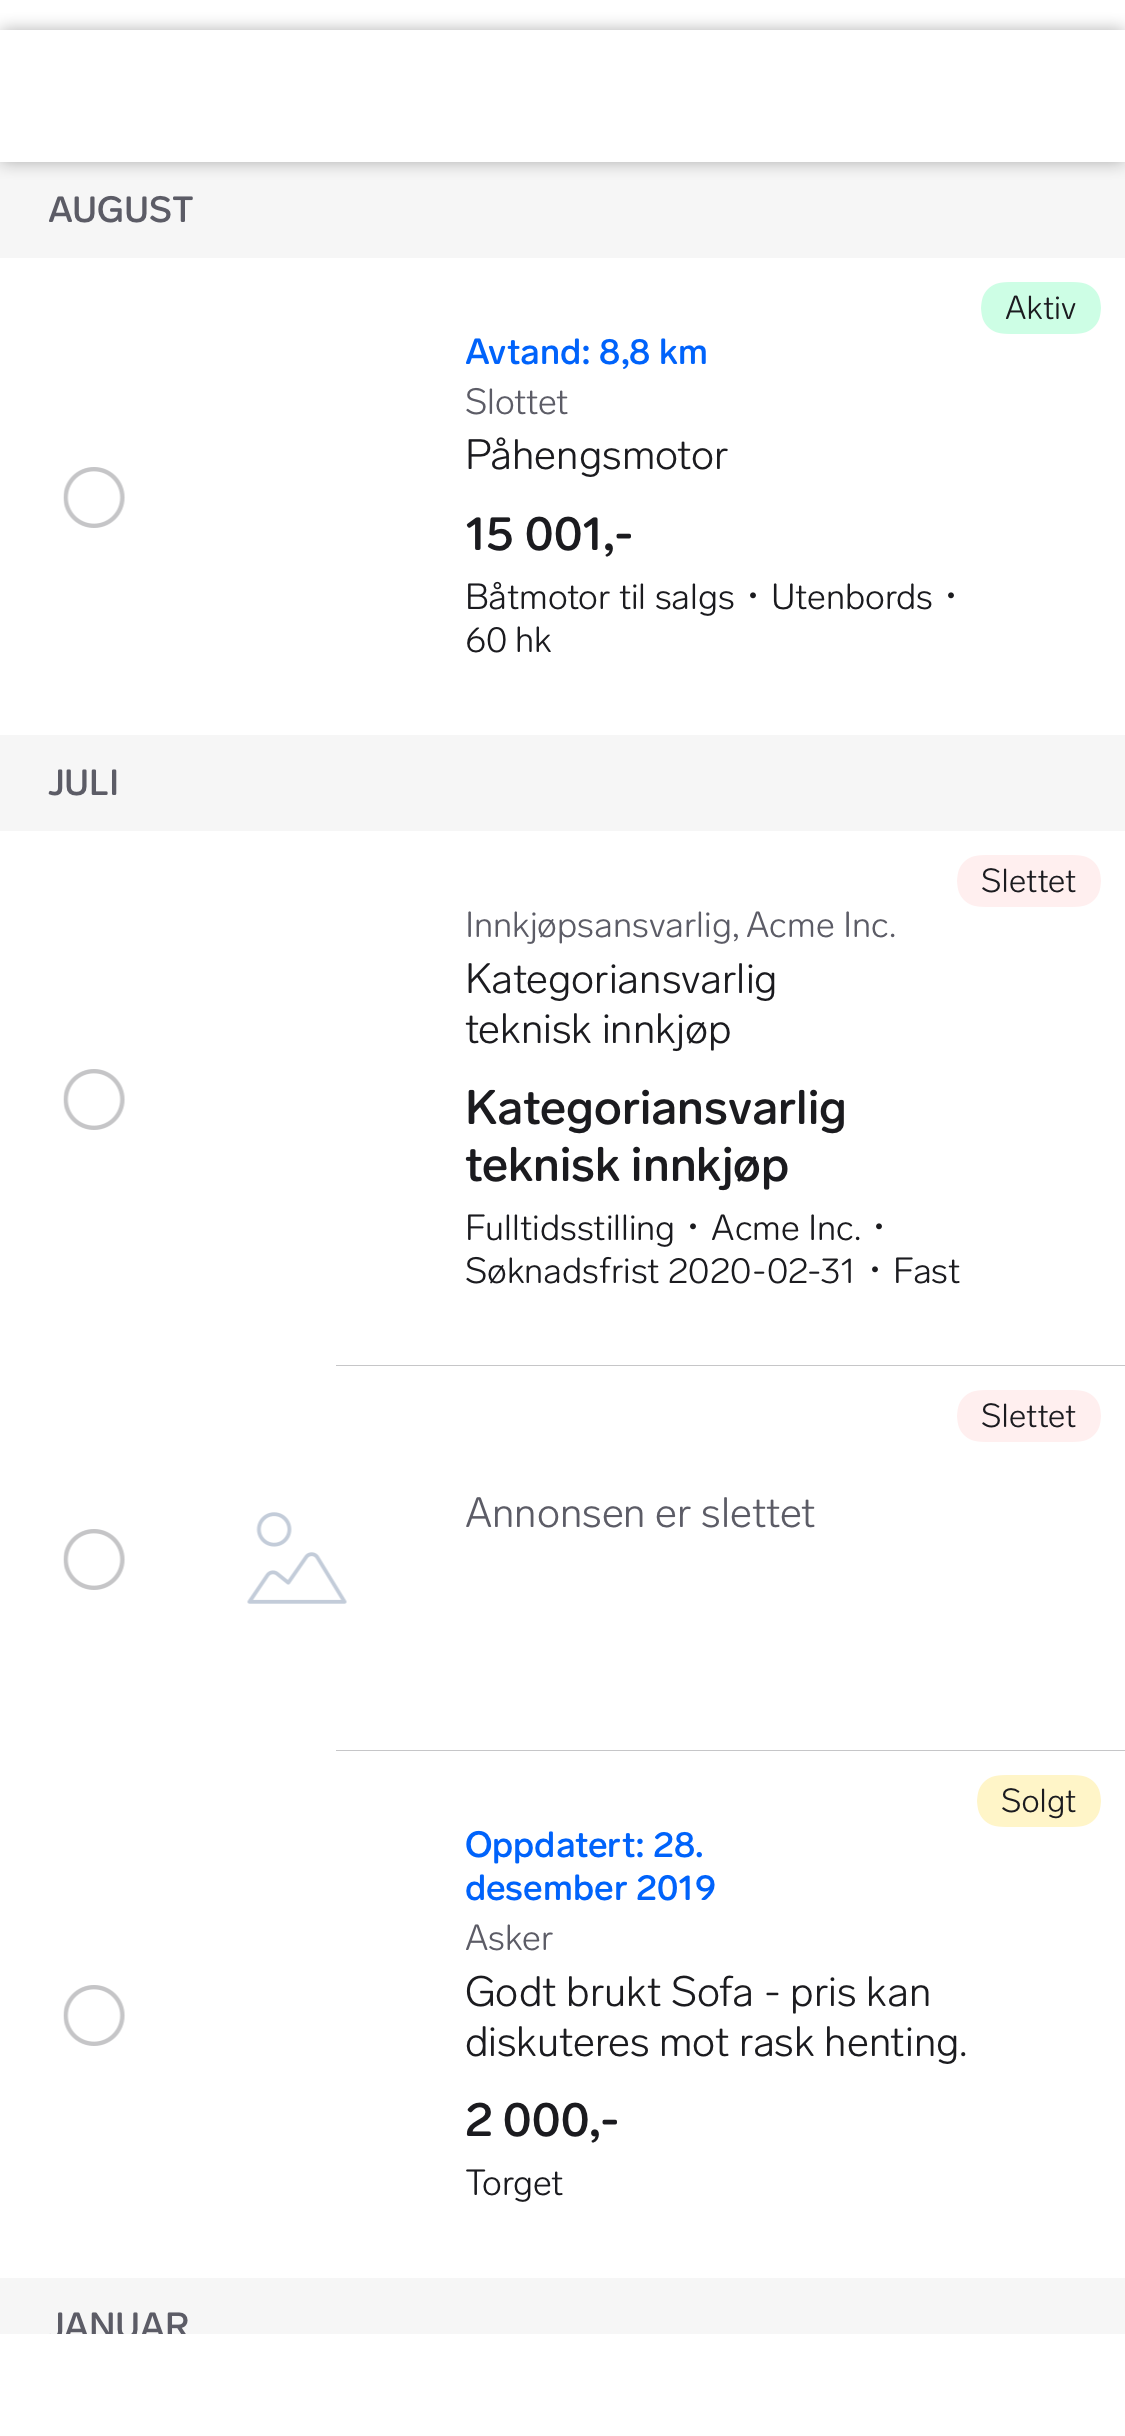 AUGUST
Aktiv
Avtand: 8,8 km
Slottet
Påhengsmotor
15 001,-
Båtmotor til salgs • Utenbords •
60 hk
JULI
Slettet
Innkjøpsansvarlig, Acme Inc.
Kategoriansvarlig
teknisk innkjøp
Kategoriansvarlig
teknisk innkjøp
Fulltidsstilling • Acme Inc. •
Søknadsfrist 2020-02-31 • Fast
Slettet
Annonsen er slettet
Solgt
Oppdatert: 28.
desember 2019
Asker
Godt brukt Sofa - pris kan
diskuteres mot rask henting.
2 000,-
Torget
JANUAR